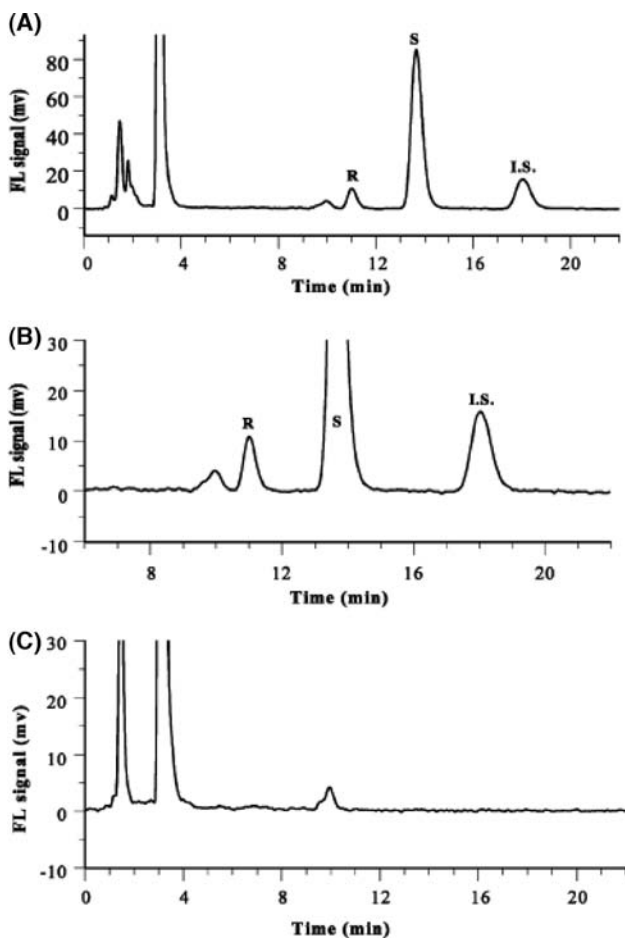 (A)
FL signal (mv)
80
60
40
20
0
R
S
I.S.
0 4 8 12 16 20
Time (min)
(B)
FL signal (mv)
30
20
10
0
-10
R
S
I.S.
8 12 16 20
Time (min)
(C)
FL signal (mv)
30
20
10
0
-10
0 4 8 12 16 20
Time (min)